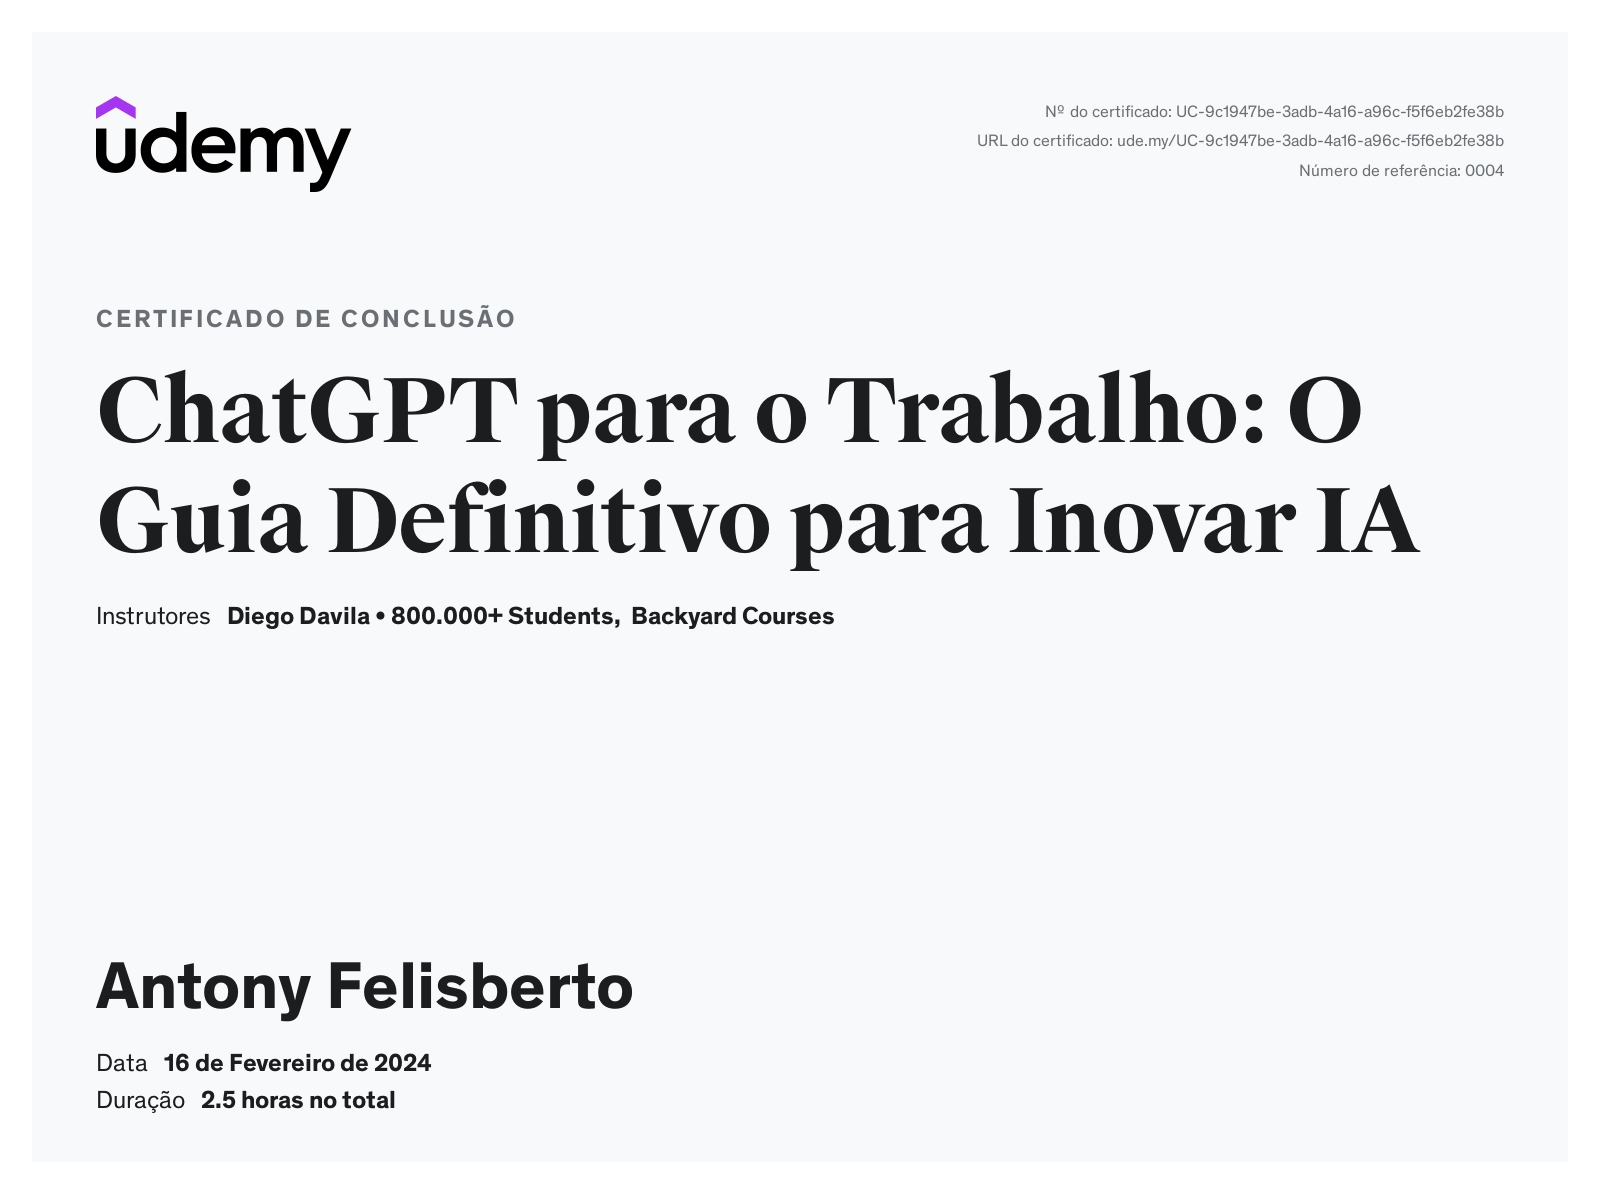 udemy
Nº do certificado: UC-9c1947be-3adb-4a16-a96c-f5f6eb2fe38b
URL do certificado: ude.my/UC-9c1947be-3adb-4a16-a96c-f5f6eb2fe38b
Número de referência: 0004
CERTIFICADO DE CONCLUSÃO
ChatGPT para o Trabalho: O
Guia Definitivo para Inovar IA
Instrutores Diego Davila • 800.000+ Students, Backyard Courses
Antony Felisberto
Data 16 de Fevereiro de 2024
Duração 2.5 horas no total